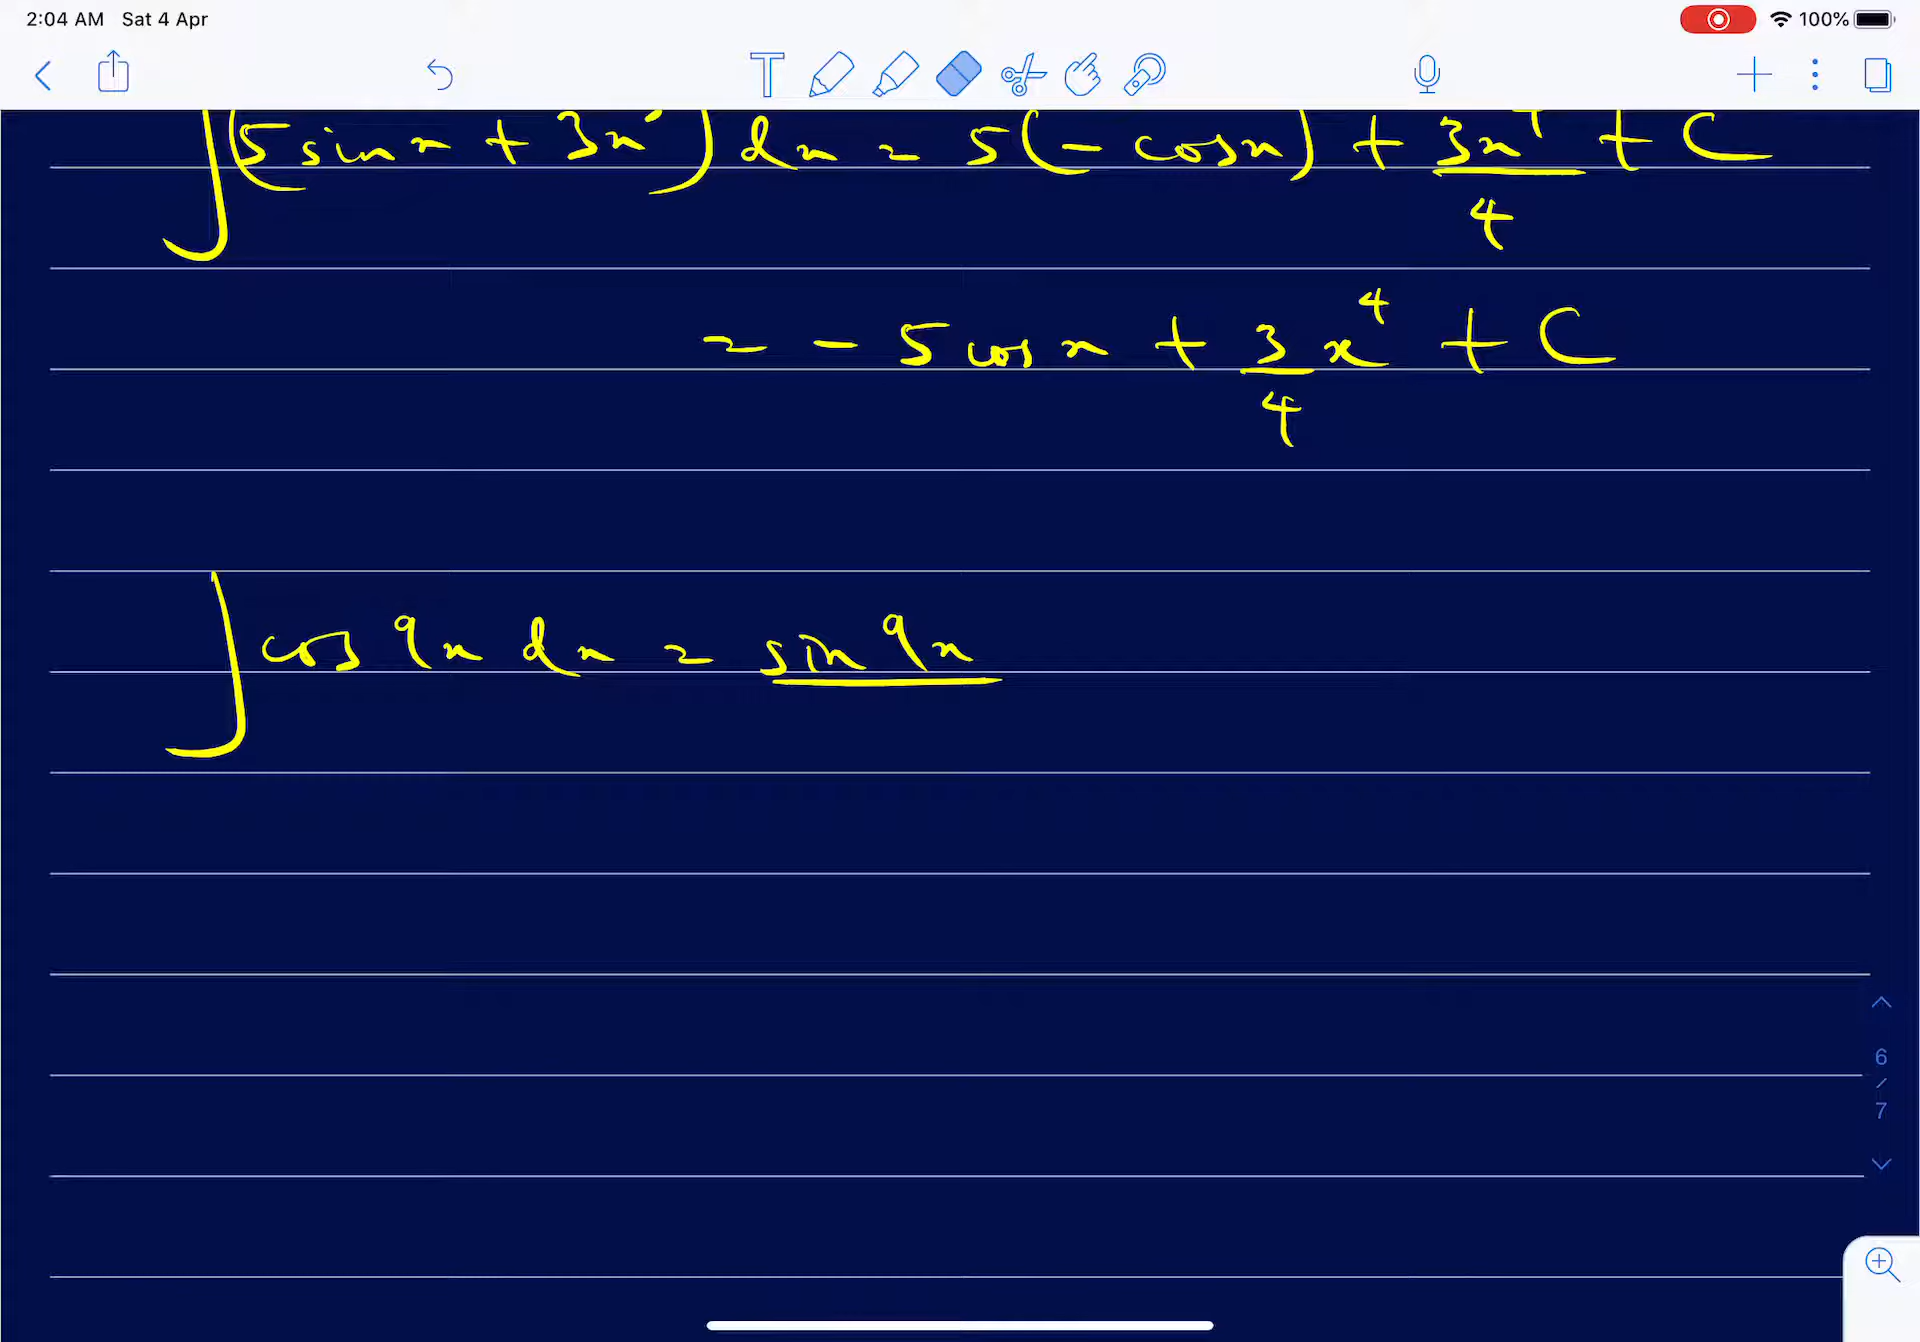 2:04 AM Sat 4 Apr 100%
∫(5 sin x + 3x³) dx = 5(- cos x) + 3x⁴/4 + C
= - 5 cos x + 3/4 x⁴ + C
∫ cos 9x dx = sin 9x
6
/
7